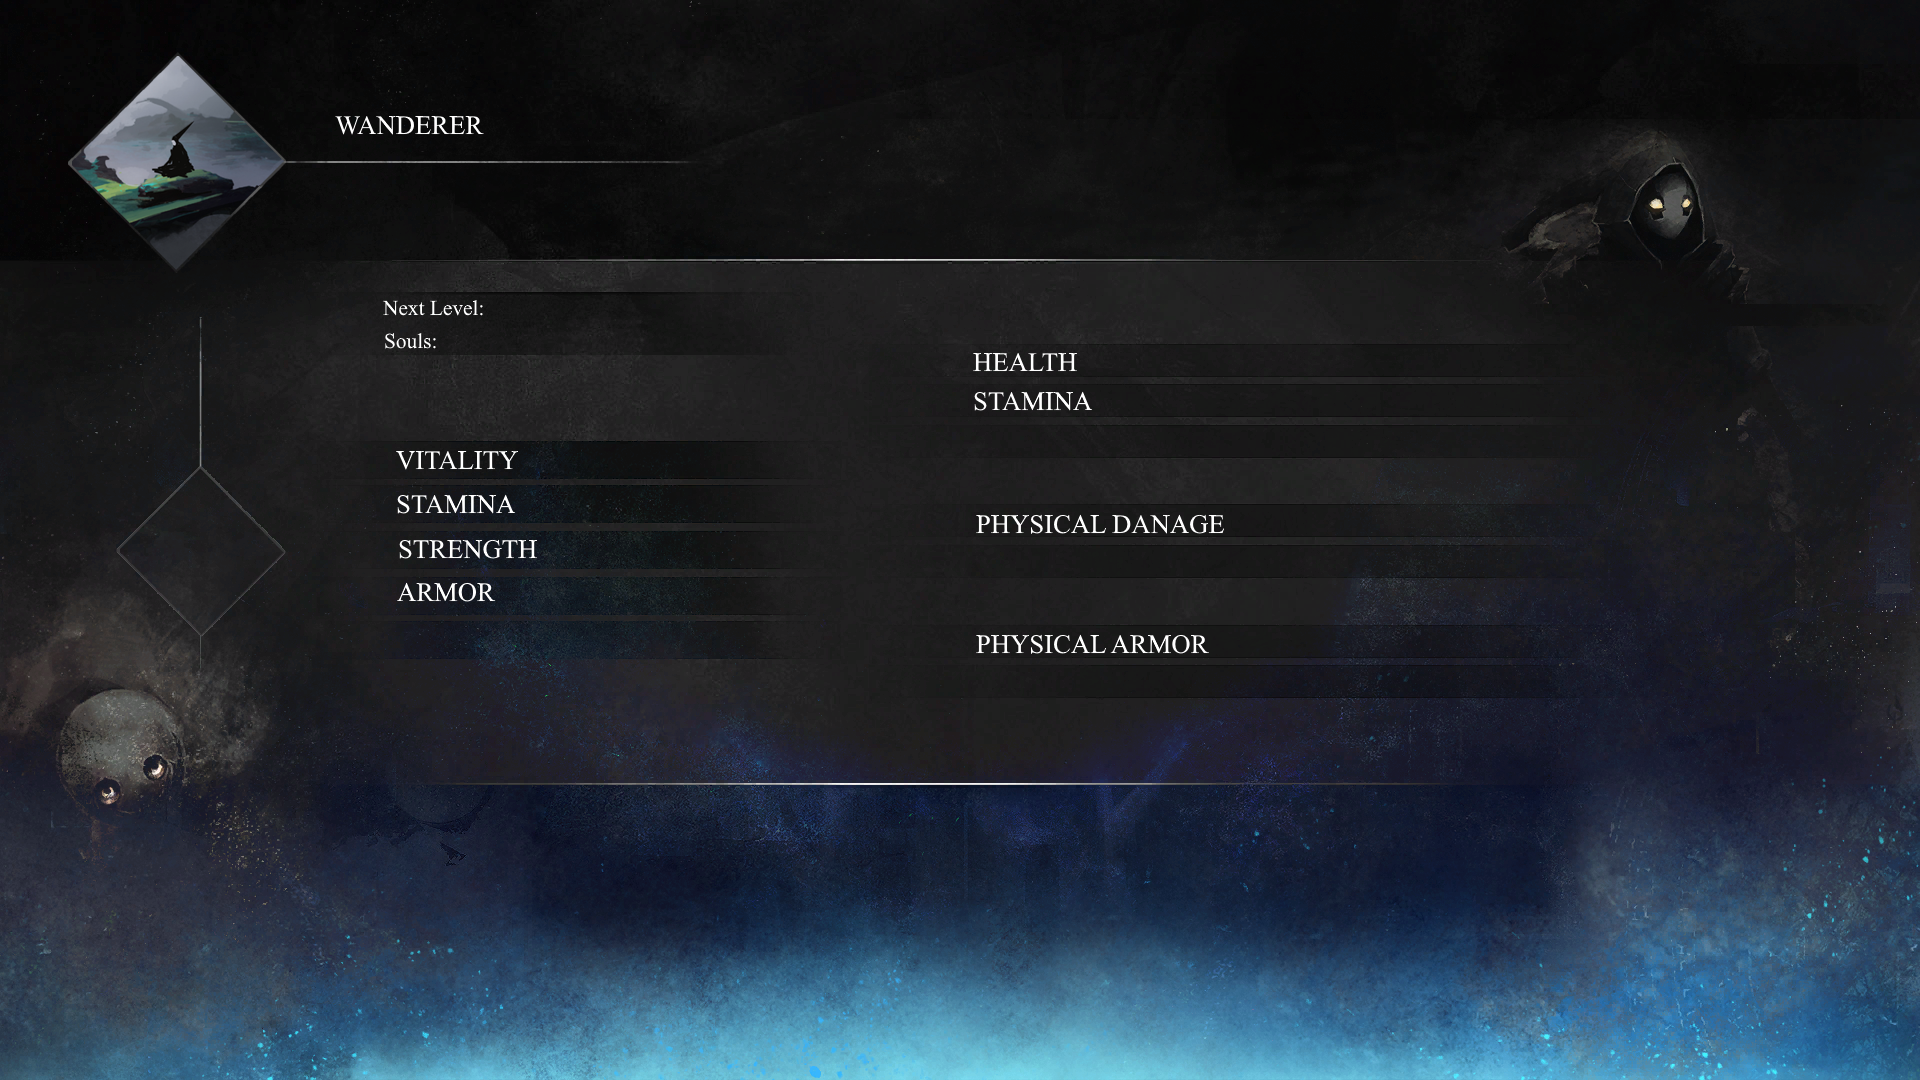 WANDERER
Next Level:
Souls:
VITALITY
STAMINA
STRENGTH
ARMOR
HEALTH
STAMINA
PHYSICAL DANAGE
PHYSICAL ARMOR